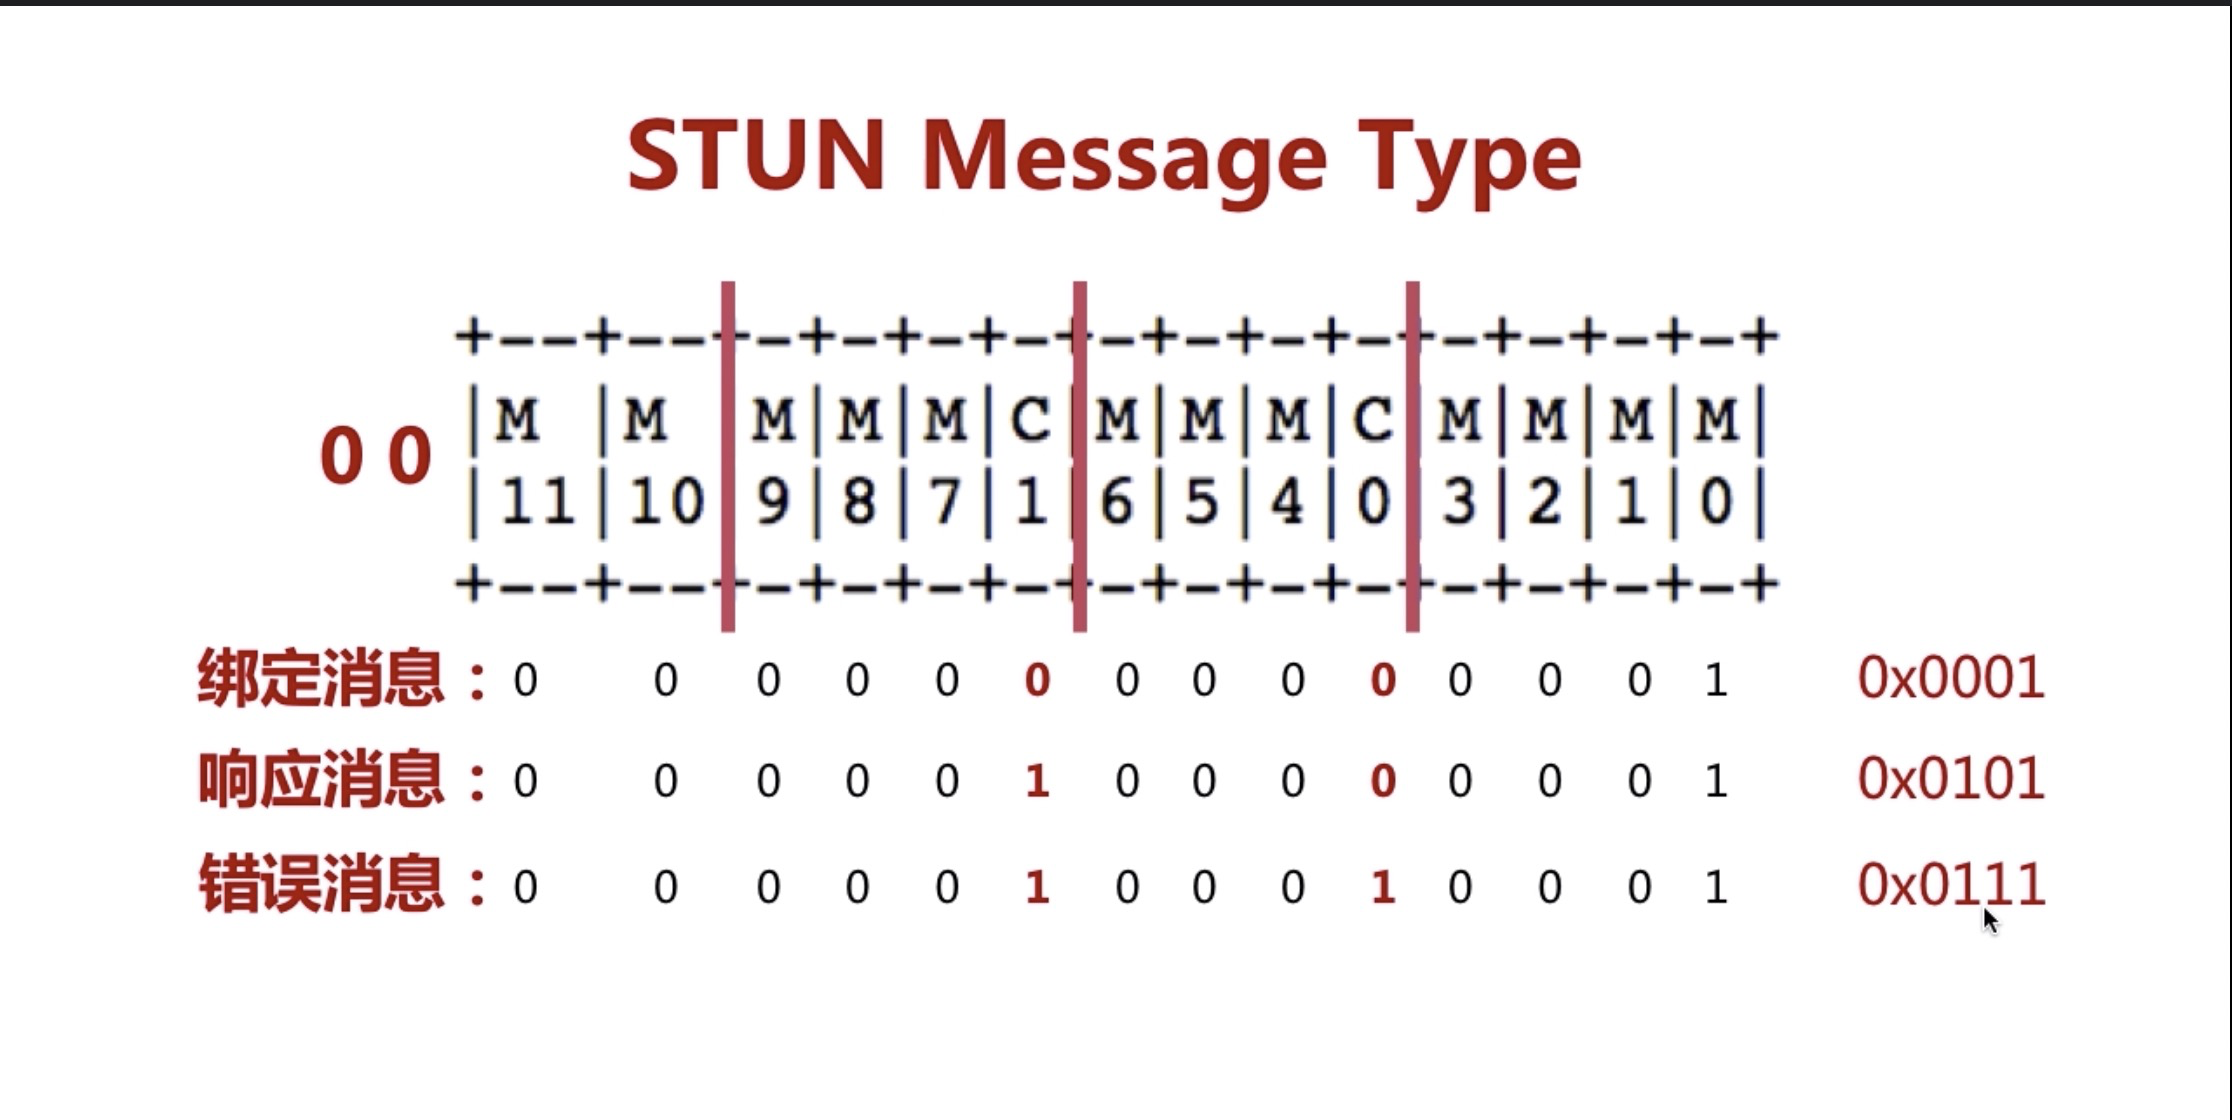 STUN Message Type
+--+--+-+-+-+-+-+-+-+-+-+-+-+-+
0 0 |M |M |M|M|M|C|M|M|M|C|M|M|M|M|
|11|10|9|8|7|1|6|5|4|0|3|2|1|0|
+--+--+-+-+-+-+-+-+-+-+-+-+-+-+
绑定消息：0 0 0 0 0 0 0 0 0 0 0 0 0 1 0x0001
响应消息：0 0 0 0 0 1 0 0 0 0 0 0 0 1 0x0101
错误消息：0 0 0 0 0 1 0 0 0 1 0 0 0 1 0x0111